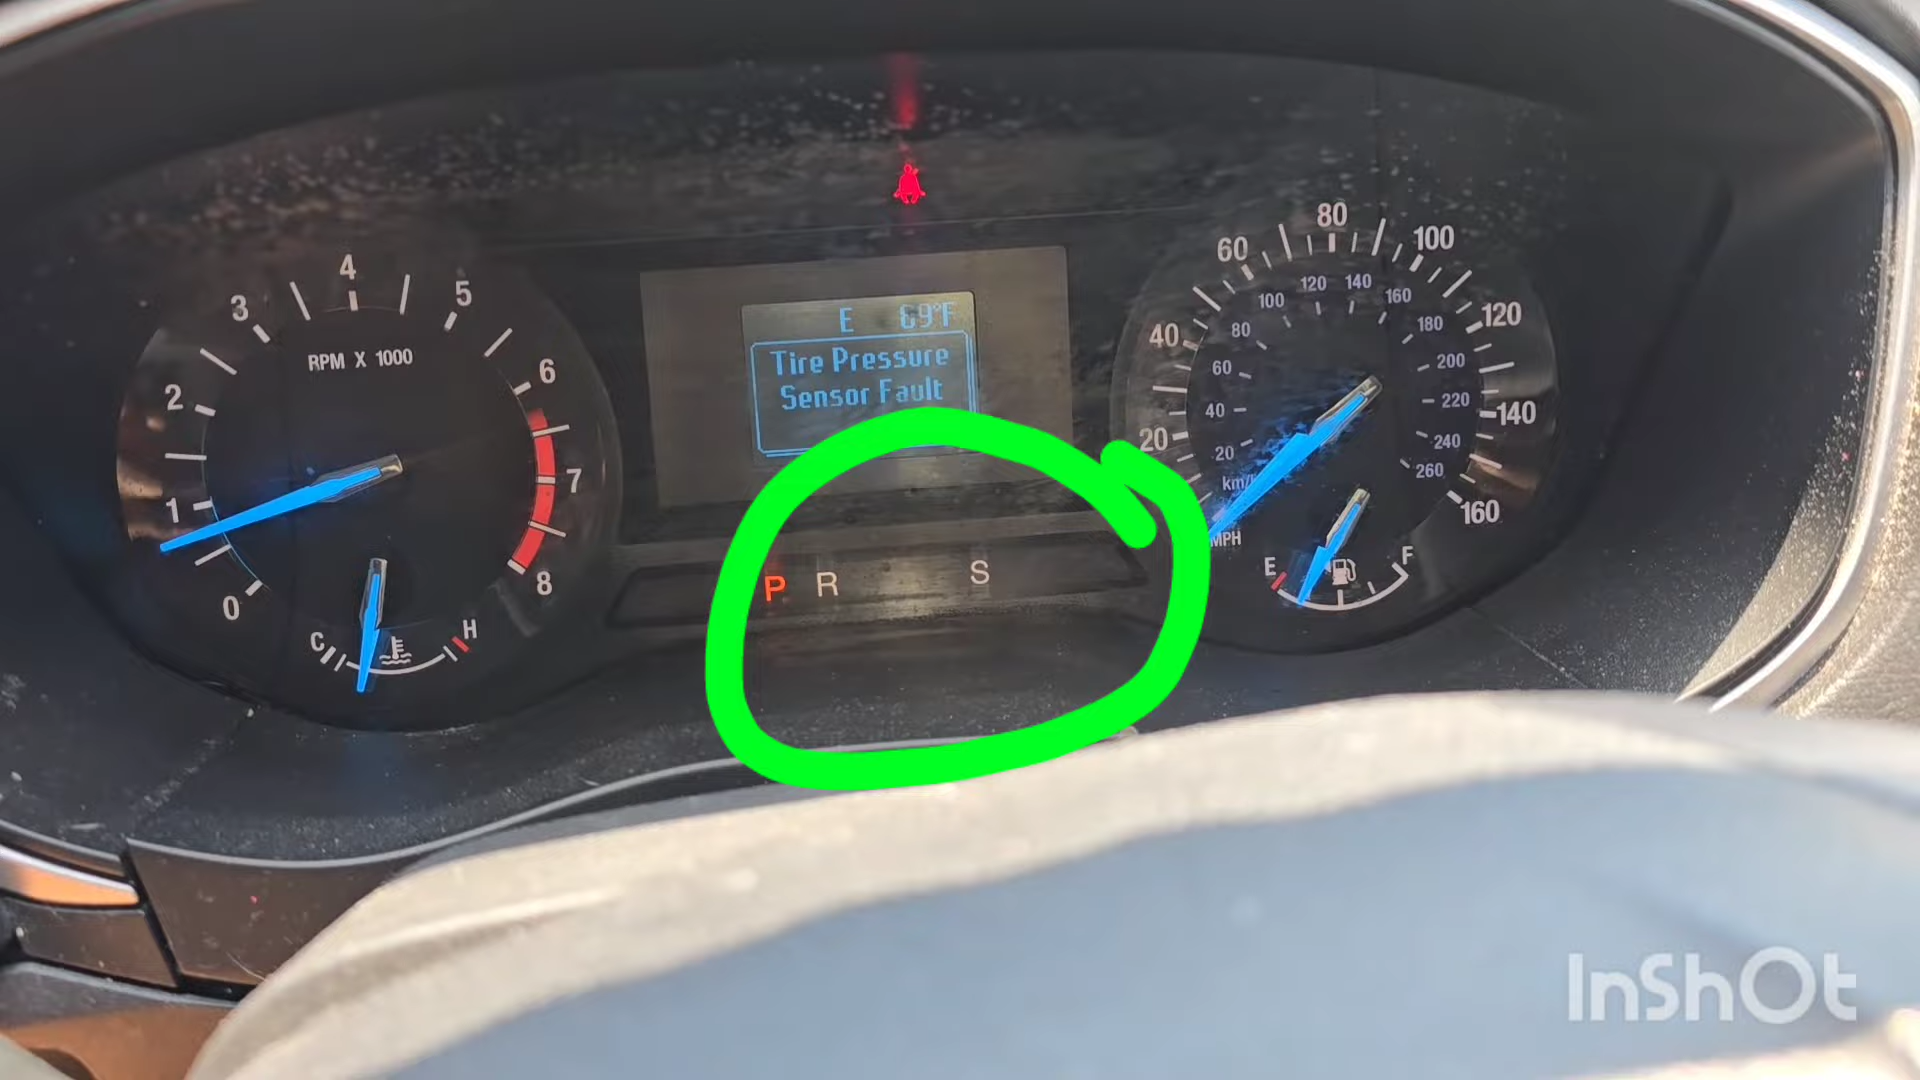 4
3
5
2
6
RPM X 1000
1
7
0
8
C
H
E 69°F
Tire Pressure
Sensor Fault
P R S
80
60
100
40
120
20
140
160
MPH
120 140
100
160
80
180
60
200
40
220
20
240
260
E
F
InShOt